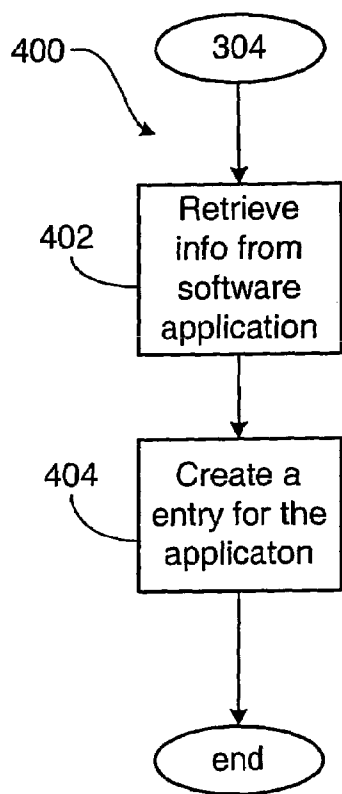 400
304
402
Retrieve
info from
software
application
404
Create a
entry for the
applicaton
end